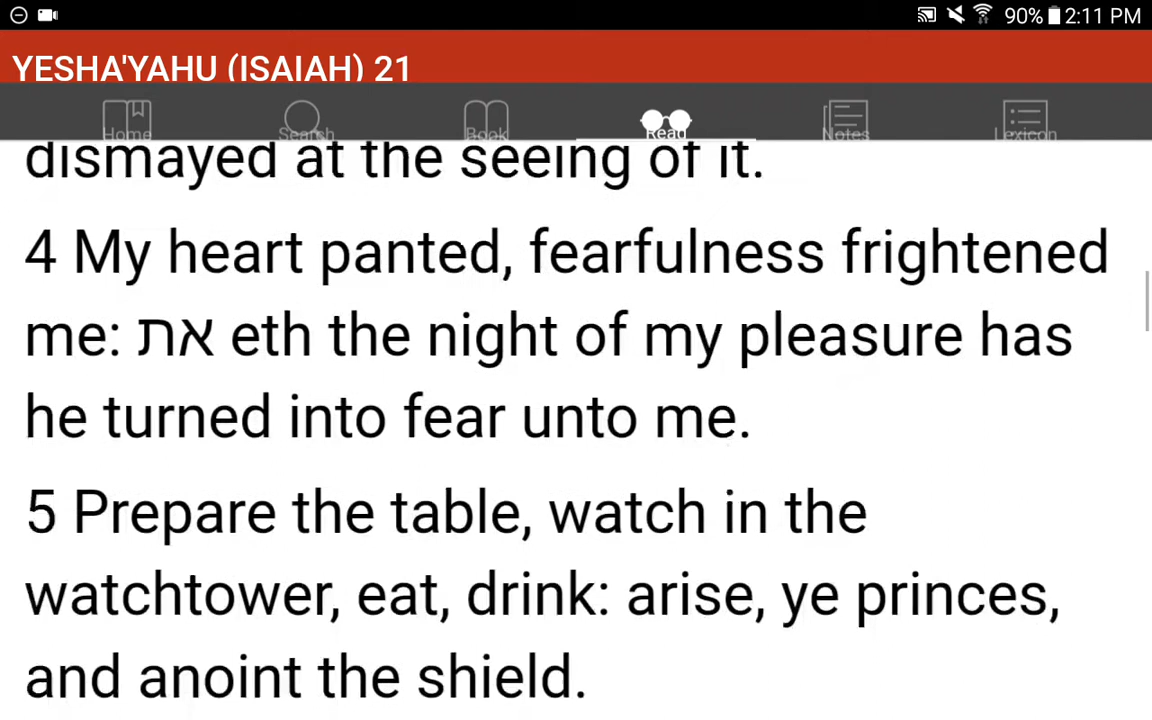 90% 2:11 PM
YESHA'YAHU (ISAIAH) 21
Home Search Book Read Notes Lexicon
dismayed at the seeing of it.
4 My heart panted, fearfulness frightened
me: את eth the night of my pleasure has
he turned into fear unto me.
5 Prepare the table, watch in the
watchtower, eat, drink: arise, ye princes,
and anoint the shield.